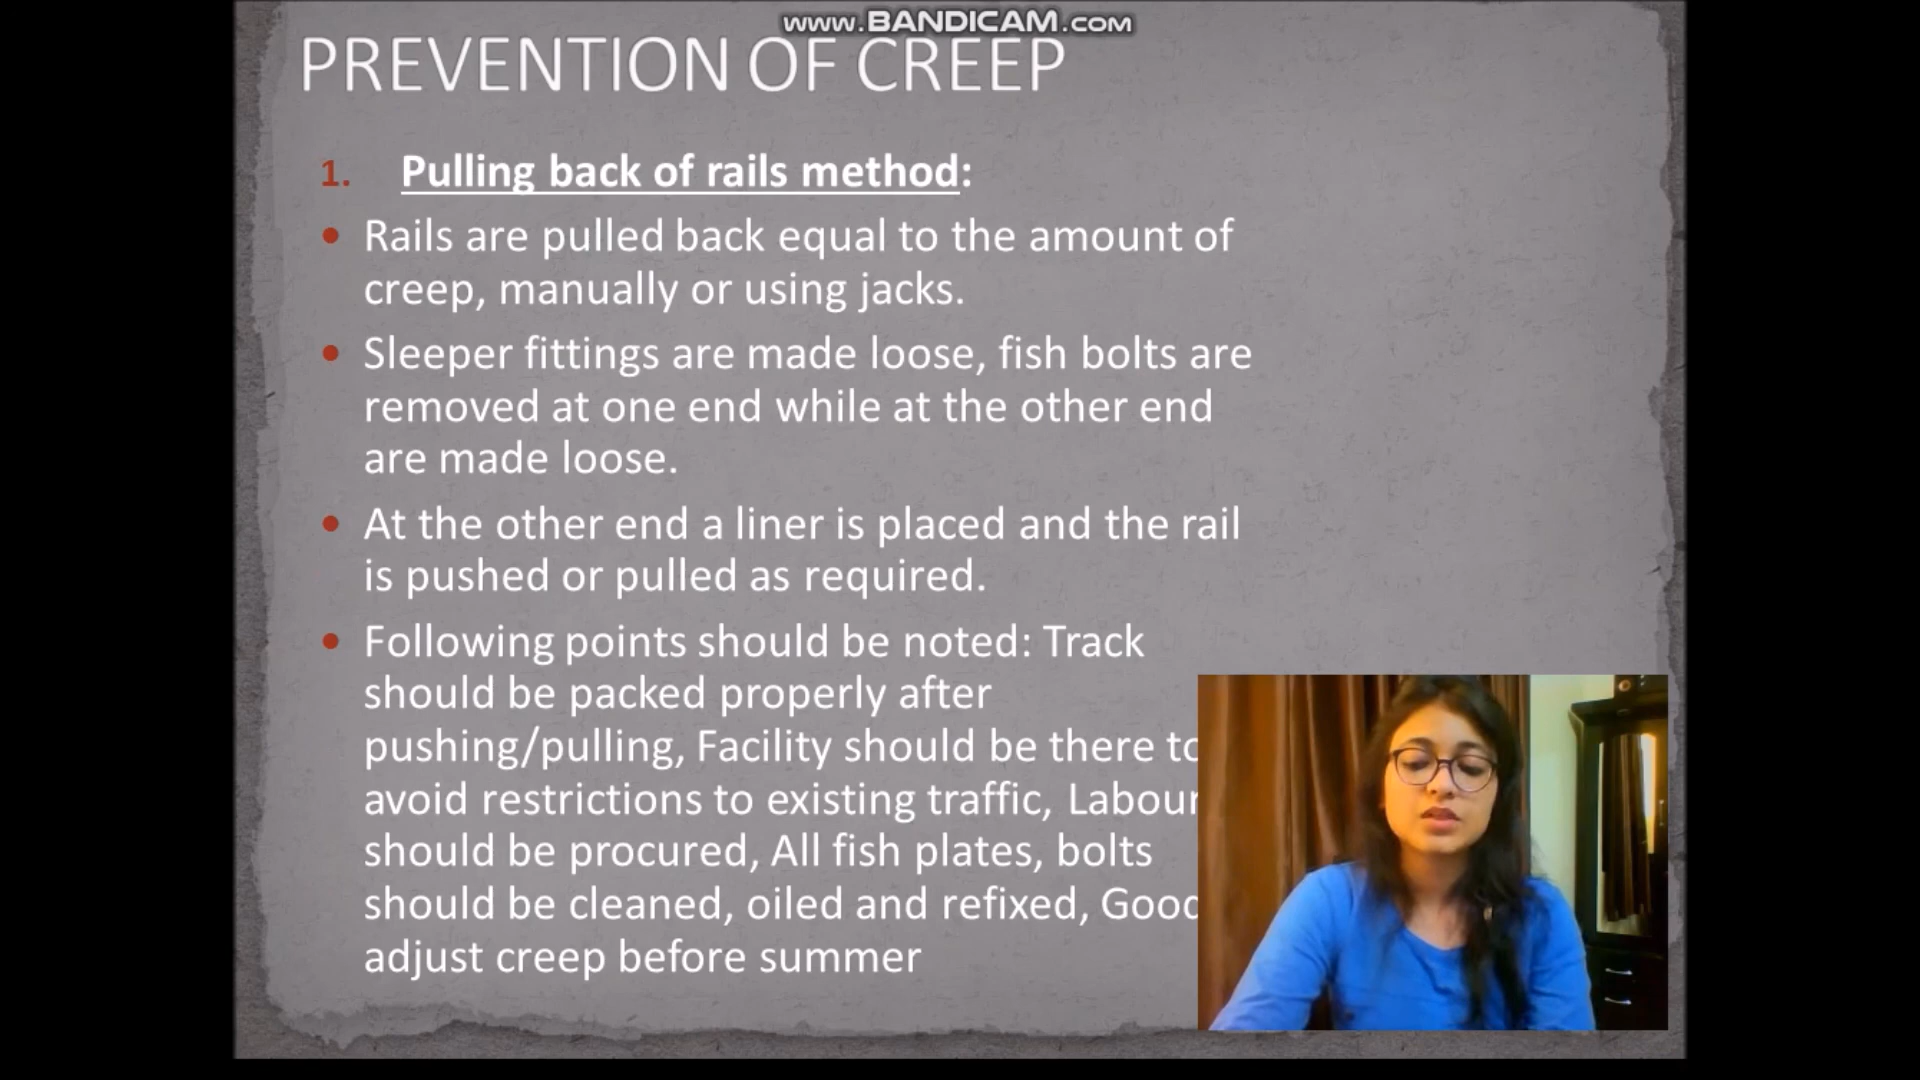 www.BANDICAM.com
PREVENTION OF CREEP
1. Pulling back of rails method:
• Rails are pulled back equal to the amount of
creep, manually or using jacks.
• Sleeper fittings are made loose, fish bolts are
removed at one end while at the other end
are made loose.
• At the other end a liner is placed and the rail
is pushed or pulled as required.
• Following points should be noted: Track
should be packed properly after
pushing/pulling, Facility should be there to
avoid restrictions to existing traffic, Labour
should be procured, All fish plates, bolts
should be cleaned, oiled and refixed, Good
adjust creep before summer